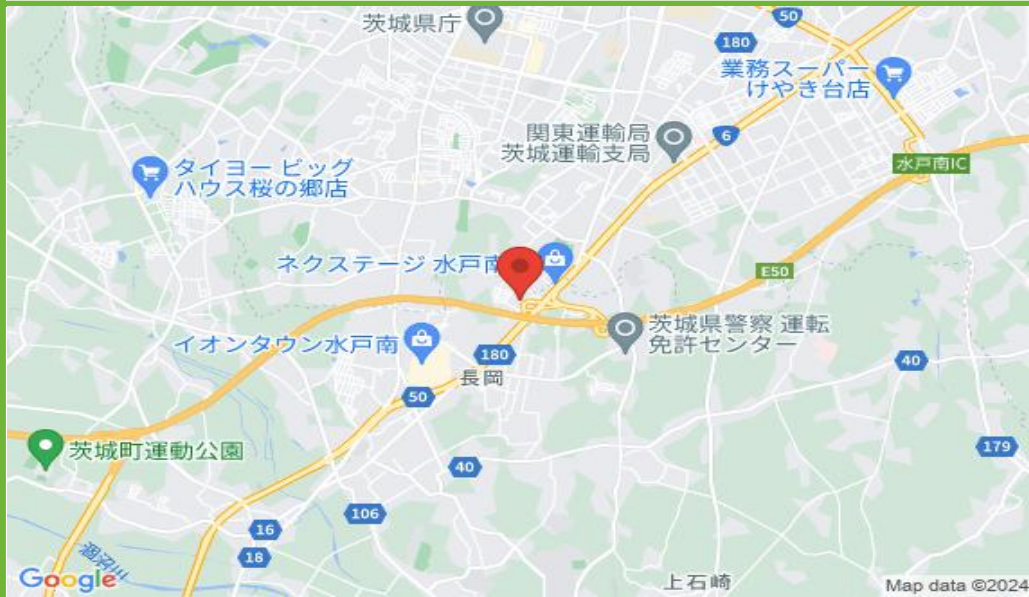 茨城県庁
50
180
業務スーパー
けやき台店
関東運輸局
茨城運輸支局
6
水戸南IC
タイヨー ビッグ
ハウス桜の郷店
ネクステージ 水戸南
E50
イオンタウン水戸南
茨城県警察 運転
免許センター
180
長岡
40
50
茨城町運動公園
179
40
106
16
18
涸沼川
Google
上石崎
Map data ©2024